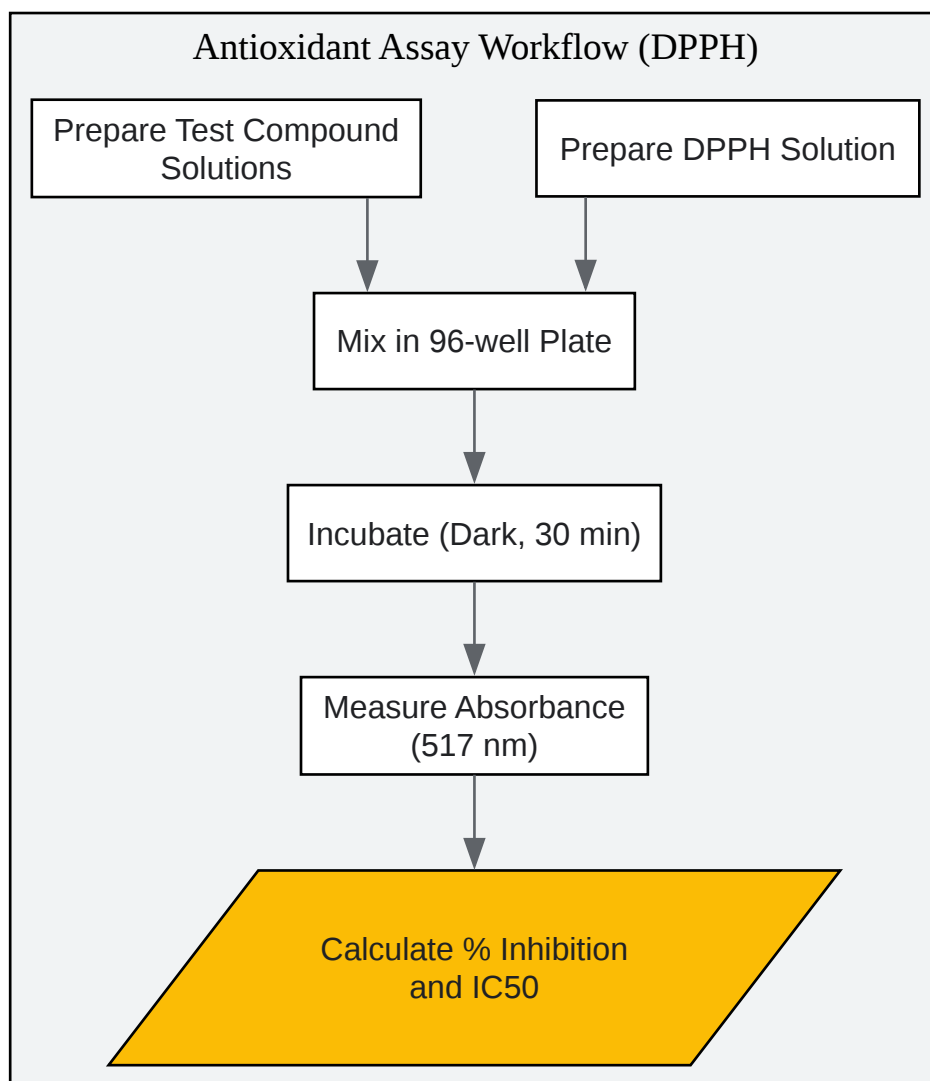 Antioxidant Assay Workflow (DPPH)
Prepare Test Compound
Solutions
Prepare DPPH Solution
Mix in 96-well Plate
Incubate (Dark, 30 min)
Measure Absorbance
(517 nm)
Calculate % Inhibition
and IC50